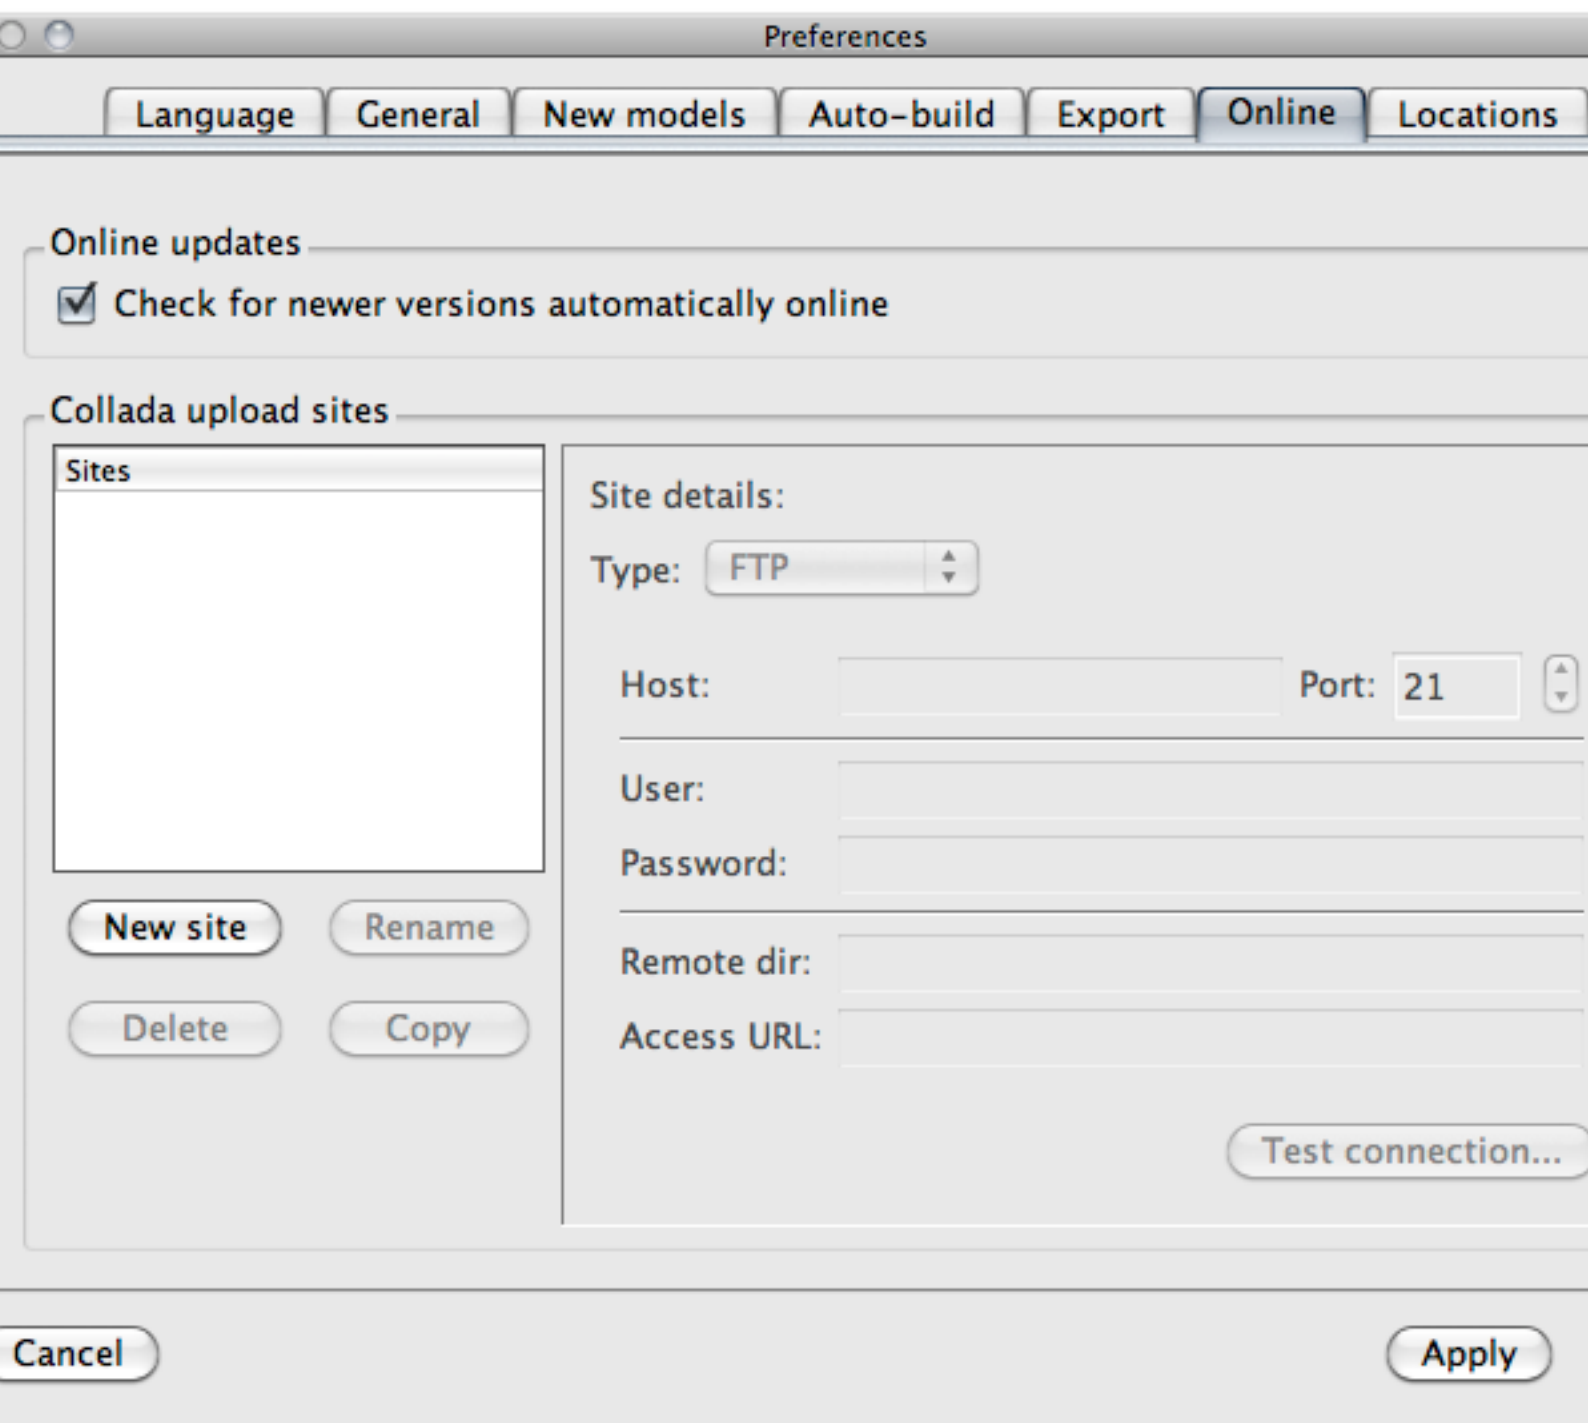 Preferences
Language General New models Auto-build Export Online Locations
Online updates
Check for newer versions automatically online
Collada upload sites
Sites
Site details:
Type: FTP
Host: Port: 21
User:
Password:
New site Rename
Remote dir:
Delete Copy
Access URL:
Test connection...
Cancel Apply